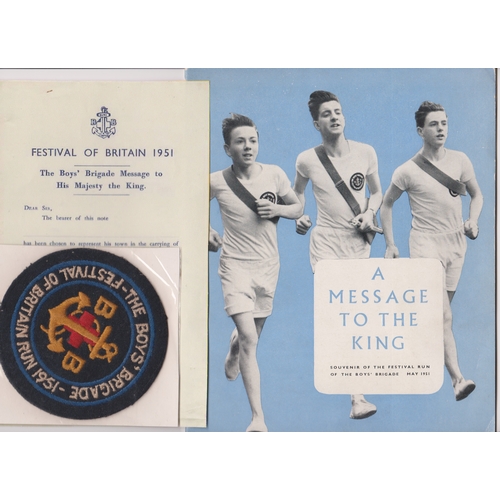 FESTIVAL OF BRITAIN 1951
The Boys' Brigade Message to
His Majesty the King.
DEAR SIR,
The bearer of this note
has been chosen to represent his town in the carrying of
THE BOYS' BRIGADE
-FESTIVAL OF BRITAIN RUN 1951-
B B
A
MESSAGE
TO THE
KING
SOUVENIR OF THE FESTIVAL RUN
OF THE BOYS' BRIGADE MAY 1951